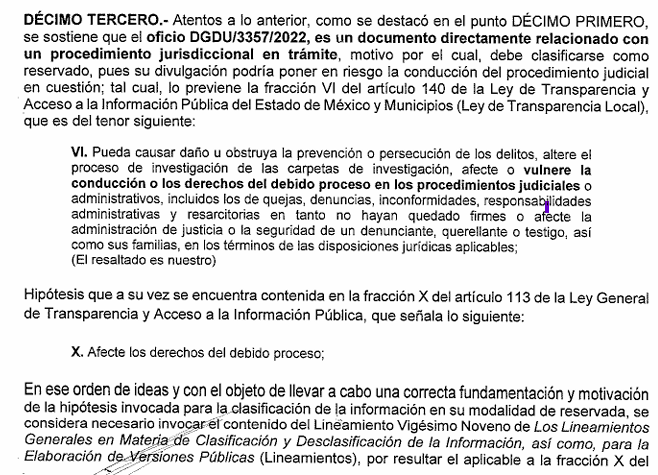 DÉCIMO TERCERO.- Atentos a lo anterior, como se destacó en el punto DÉCIMO PRIMERO,
se sostiene que el oficio DGDU/3357/2022, es un documento directamente relacionado con
un procedimiento jurisdiccional en trámite, motivo por el cual, debe clasificarse como
reservado, pues su divulgación podría poner en riesgo la conducción del procedimiento judicial
en cuestión; tal cual, lo previene la fracción VI del artículo 140 de la Ley de Transparencia y
Acceso a la Información Pública del Estado de México y Municipios (Ley de Transparencia Local),
que es del tenor siguiente:
VI. Pueda causar daño u obstruya la prevención o persecución de los delitos, altere el
proceso de investigación de las carpetas de investigación, afecte o vulnere la
conducción o los derechos del debido proceso en los procedimientos judiciales o
administrativos, incluidos los de quejas, denuncias, inconformidades, responsabilidades
administrativas y resarcitorias en tanto no hayan quedado firmes o afecte la
administración de justicia o la seguridad de un denunciante, querellante o testigo, así
como sus familias, en los términos de las disposiciones jurídicas aplicables;
(El resaltado es nuestro)
Hipótesis que a su vez se encuentra contenida en la fracción X del artículo 113 de la Ley General
de Transparencia y Acceso a la Información Pública, que señala lo siguiente:
X. Afecte los derechos del debido proceso;
En ese orden de ideas y con el objeto de llevar a cabo una correcta fundamentación y motivación
de la hipótesis invocada para la clasificación de la información en su modalidad de reservada, se
considera necesario invocar el contenido del Lineamiento Vigésimo Noveno de Los Lineamientos
Generales en Materia de Clasificación y Desclasificación de la Información, así como, para la
Elaboración de Versiones Públicas (Lineamientos), por resultar el aplicable a la fracción X del